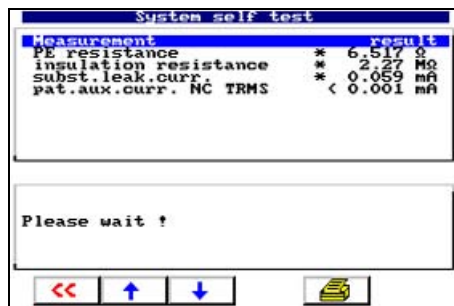 System self test
Measurement result
PE resistance * 6.517 Ω
insulation resistance * 2.27 MΩ
subst.leak.curr. * 0.059 mA
pat.aux.curr. NC TRMS < 0.001 mA
Please wait !
<<